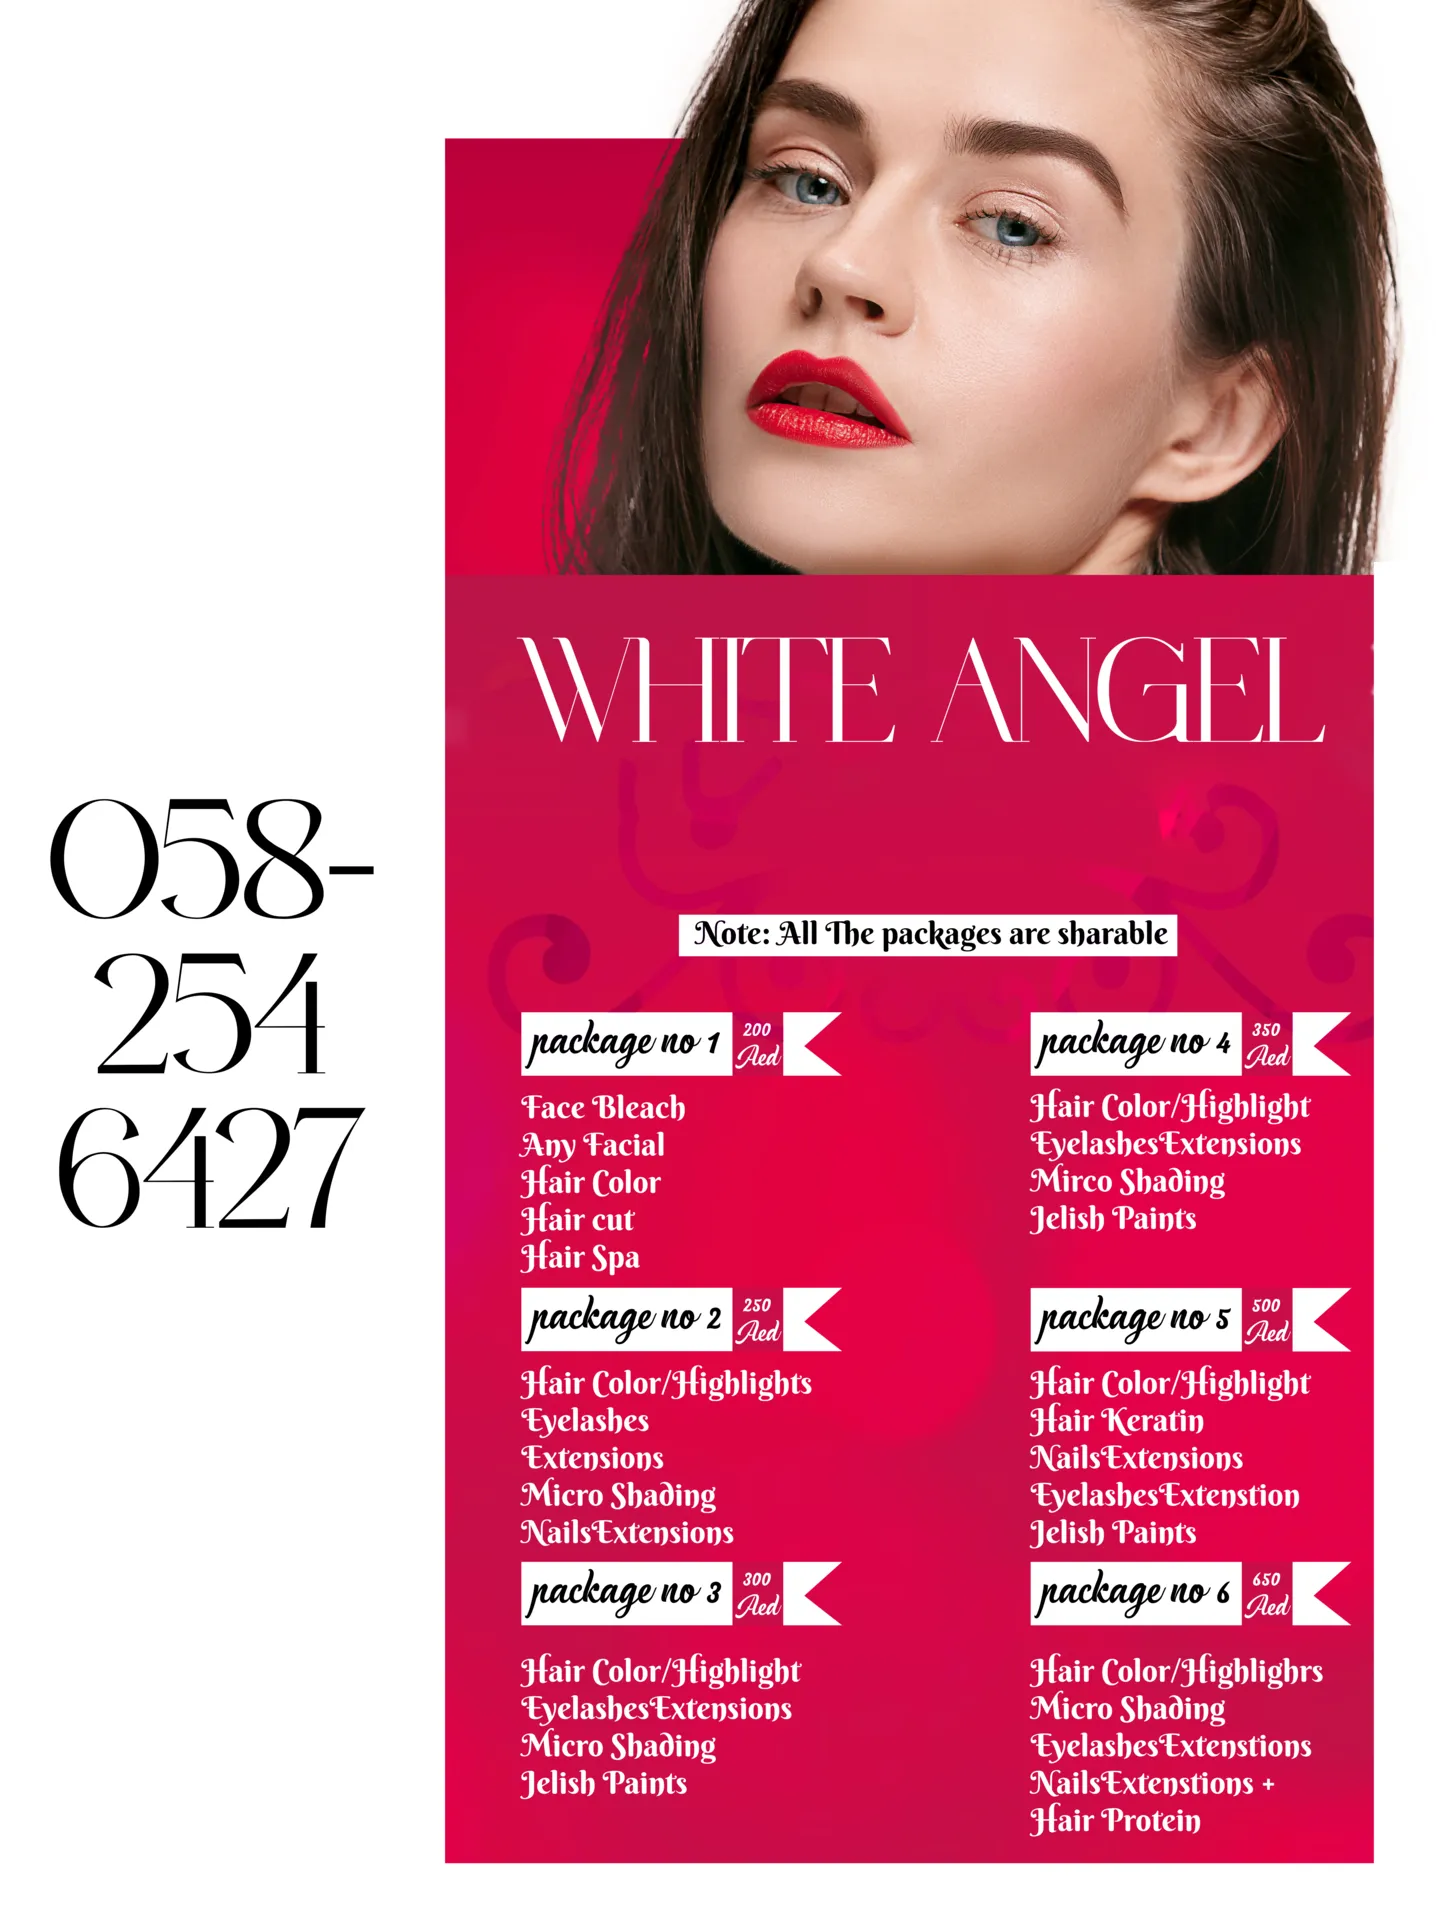 WHITE ANGEL
058-
254
6427
Note: All The packages are sharable
package no 1 200 Aed
Face Bleach
Any Facial
Hair Color
Hair cut
Hair Spa
package no 2 250 Aed
Hair Color/Highlights
Eyelashes
Extensions
Micro Shading
NailsExtensions
package no 3 300 Aed
Hair Color/Highlight
EyelashesExtensions
Micro Shading
Jelish Paints
package no 4 350 Aed
Hair Color/Highlight
EyelashesExtensions
Mirco Shading
Jelish Paints
package no 5 500 Aed
Hair Color/Highlight
Hair Keratin
NailsExtensions
EyelashesExtenstion
Jelish Paints
package no 6 650 Aed
Hair Color/Highlighrs
Micro Shading
EyelashesExtenstions
NailsExtenstions +
Hair Protein